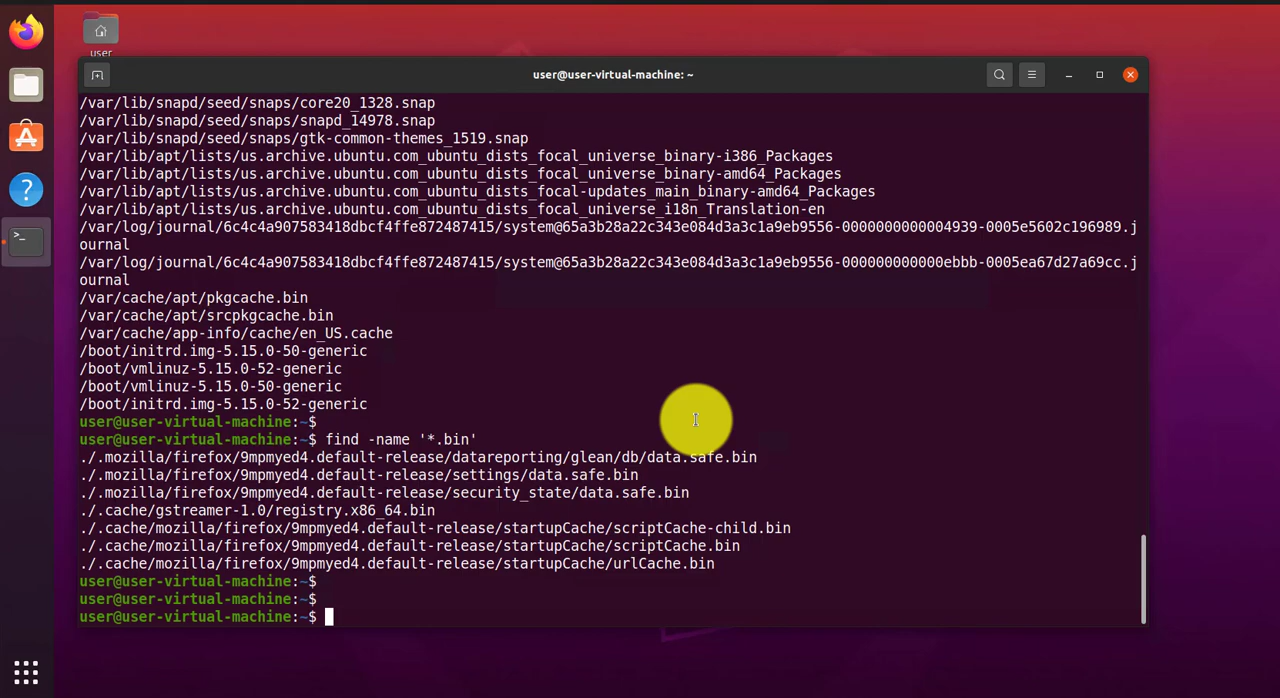 user
user@user-virtual-machine: ~
/var/lib/snapd/seed/snaps/core20_1328.snap
/var/lib/snapd/seed/snaps/snapd_14978.snap
/var/lib/snapd/seed/snaps/gtk-common-themes_1519.snap
/var/lib/apt/lists/us.archive.ubuntu.com_ubuntu_dists_focal_universe_binary-i386_Packages
/var/lib/apt/lists/us.archive.ubuntu.com_ubuntu_dists_focal_universe_binary-amd64_Packages
/var/lib/apt/lists/us.archive.ubuntu.com_ubuntu_dists_focal-updates_main_binary-amd64_Packages
/var/lib/apt/lists/us.archive.ubuntu.com_ubuntu_dists_focal_universe_i18n_Translation-en
/var/log/journal/6c4c4a907583418dbcf4ffe872487415/system@65a3b28a22c343e084d3a3c1a9eb9556-0000000000004939-0005e5602c196989.j
ournal
/var/log/journal/6c4c4a907583418dbcf4ffe872487415/system@65a3b28a22c343e084d3a3c1a9eb9556-000000000000ebbb-0005ea67d27a69cc.j
ournal
/var/cache/apt/pkgcache.bin
/var/cache/apt/srcpkgcache.bin
/var/cache/app-info/cache/en_US.cache
/boot/initrd.img-5.15.0-50-generic
/boot/vmlinuz-5.15.0-52-generic
/boot/vmlinuz-5.15.0-50-generic
/boot/initrd.img-5.15.0-52-generic
user@user-virtual-machine:~$
user@user-virtual-machine:~$ find -name '*.bin'
./.mozilla/firefox/9mpmyed4.default-release/datareporting/glean/db/data.safe.bin
./.mozilla/firefox/9mpmyed4.default-release/settings/data.safe.bin
./.mozilla/firefox/9mpmyed4.default-release/security_state/data.safe.bin
./.cache/gstreamer-1.0/registry.x86_64.bin
./.cache/mozilla/firefox/9mpmyed4.default-release/startupCache/scriptCache-child.bin
./.cache/mozilla/firefox/9mpmyed4.default-release/startupCache/scriptCache.bin
./.cache/mozilla/firefox/9mpmyed4.default-release/startupCache/urlCache.bin
user@user-virtual-machine:~$
user@user-virtual-machine:~$
user@user-virtual-machine:~$